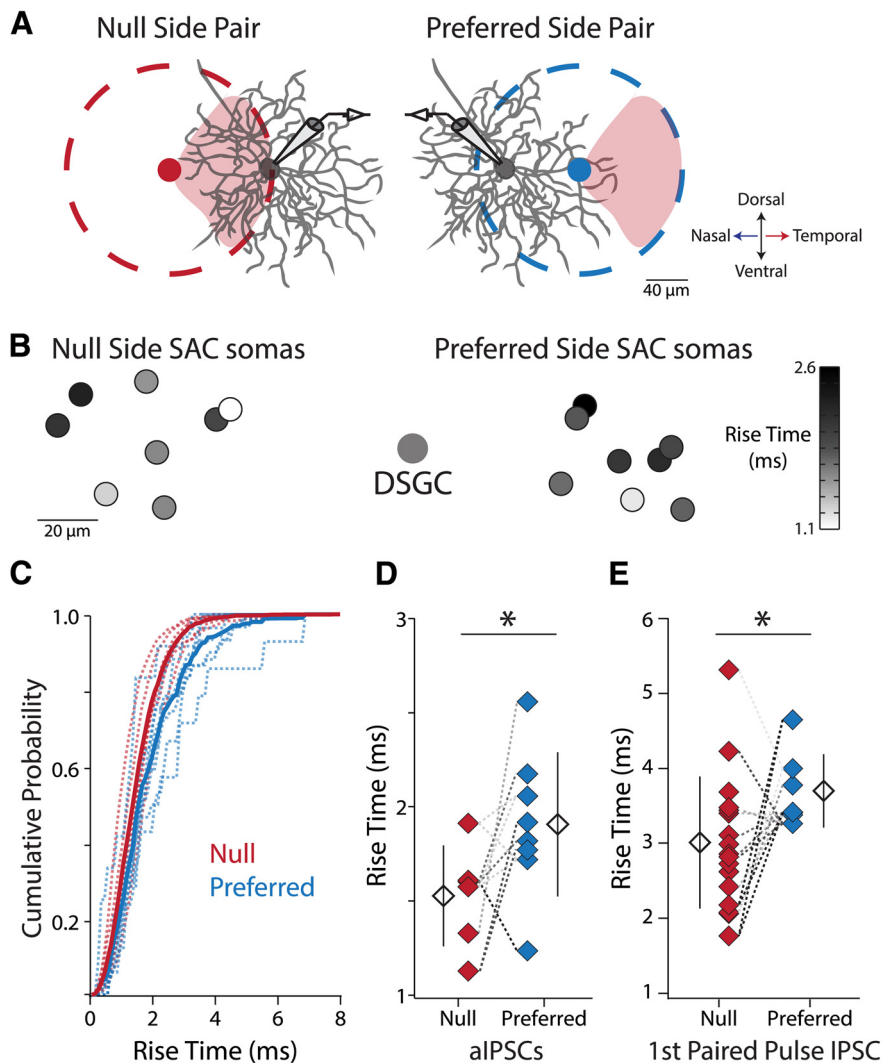 A
Null Side Pair
Preferred Side Pair
Dorsal
Nasal
Temporal
Ventral
40 µm
B
Null Side SAC somas
Preferred Side SAC somas
2.6
Rise Time
(ms)
1.1
DSGC
20 µm
C
1.0
0.6
0.2
Cumulative Probability
Null
Preferred
0
2
4
6
8
Rise Time (ms)
D
*
3
2
1
Rise Time (ms)
Null
Preferred
aIPSCs
E
*
6
5
4
3
2
1
Rise Time (ms)
Null
Preferred
1st Paired Pulse IPSC